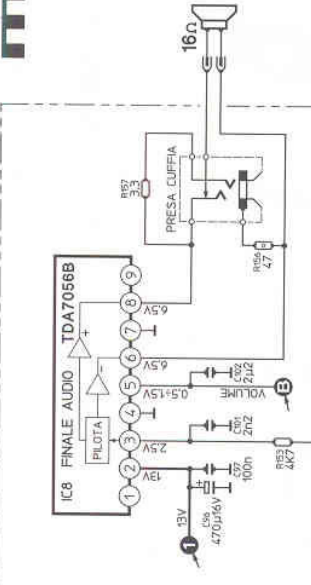 16Ω
R157
3,3
PRESA CUFFIA
R156
47
IC8 FINALE AUDIO TDA7056B
PILOTA
+
-
1
2
3
4
5
6
7
8
9
13V
2.5V
0.5÷1.5V
6.5V
6.5V
VOLUME
C102
2µ2
C101
2n2
C97
100n
C96
470µ16V
+
13V
R153
4K7
1
B